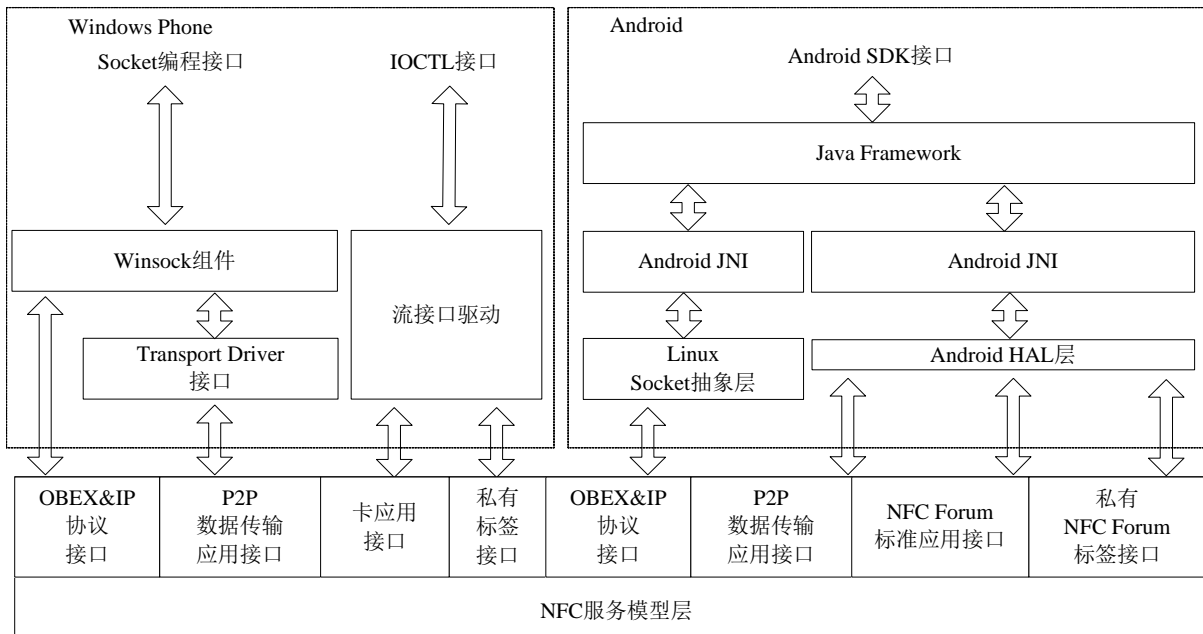 Windows Phone
Socket编程接口
IOCTL接口
Winsock组件
流接口驱动
Transport Driver
接口
Android
Android SDK接口
Java Framework
Android JNI
Android JNI
Linux
Socket抽象层
Android HAL层
OBEX&IP
协议
接口
P2P
数据传输
应用接口
卡应用
接口
私有
标签
接口
OBEX&IP
协议
接口
P2P
数据传输
应用接口
NFC Forum
标准应用接口
私有
NFC Forum
标签接口
NFC服务模型层